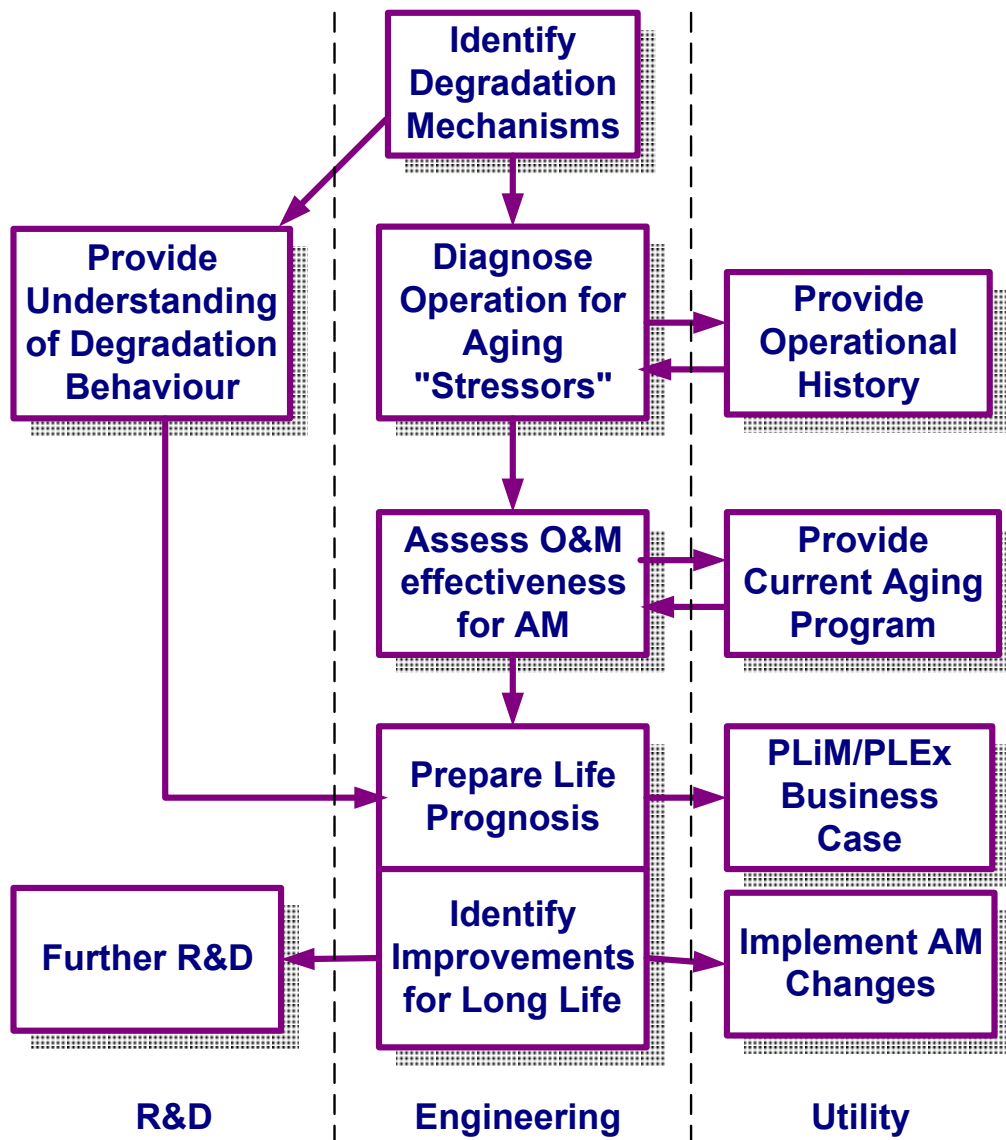 Identify
Degradation
Mechanisms
Provide
Understanding
of Degradation
Behaviour
Diagnose
Operation for
Aging
"Stressors"
Provide
Operational
History
Assess O&M
effectiveness
for AM
Provide
Current Aging
Program
Prepare Life
Prognosis
PLiM/PLEx
Business
Case
Further R&D
Identify
Improvements
for Long Life
Implement AM
Changes
R&D
Engineering
Utility